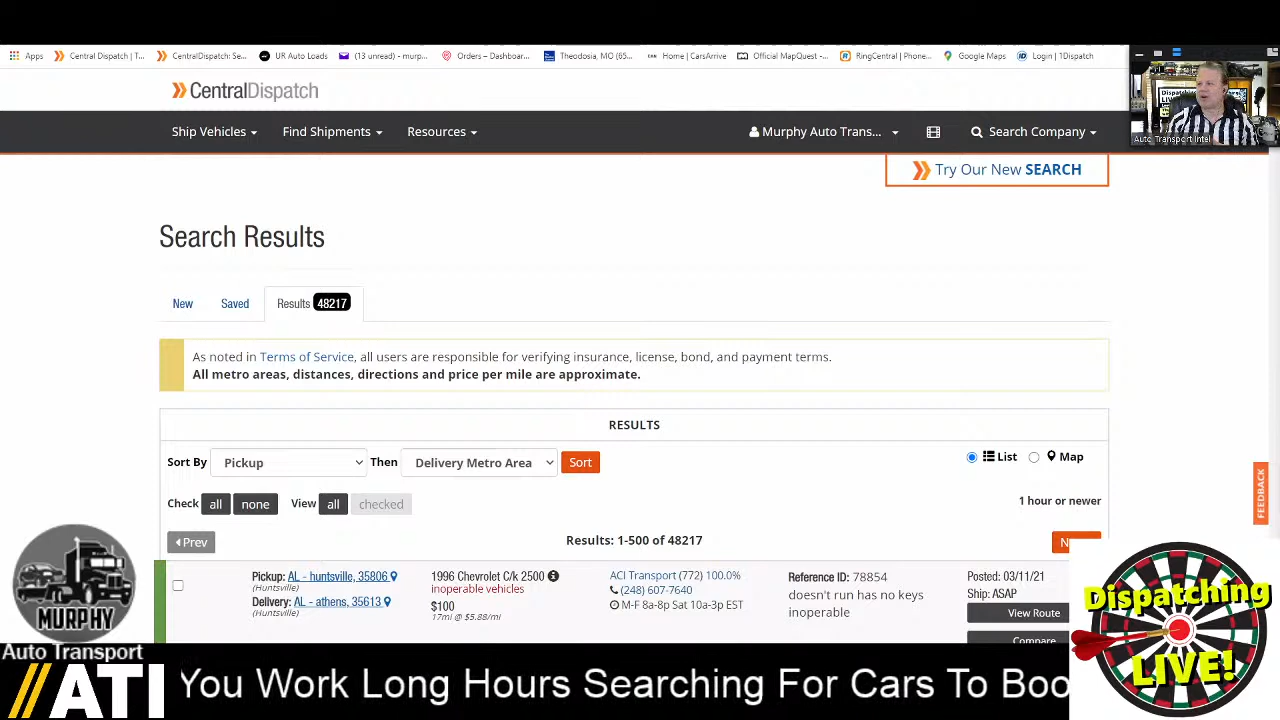 Apps
Central Dispatch | T...
CentralDispatch: Se...
UR Auto Loads
(13 unread) - murp...
Orders – Dashboar...
Theodosia, MO (65...
Home | CarsArrive
Official MapQuest -...
RingCentral | Phone...
Google Maps
Login | 1Dispatch
CentralDispatch
Auto Transport Intel
Ship Vehicles
Find Shipments
Resources
Murphy Auto Trans...
Search Company
Try Our New SEARCH
Search Results
New
Saved
Results 48217
As noted in Terms of Service, all users are responsible for verifying insurance, license, bond, and payment terms.
All metro areas, distances, directions and price per mile are approximate.
RESULTS
Sort By
Pickup
Then
Delivery Metro Area
Sort
List
Map
Check
all
none
View
all
checked
1 hour or newer
Prev
Results: 1-500 of 48217
Pickup: AL - huntsville, 35806
(Huntsville)
Delivery: AL - athens, 35613
(Huntsville)
1996 Chevrolet C/k 2500
inoperable vehicles
$100
17mi @ $5.88/mi
ACI Transport (772) 100.0%
(248) 607-7640
M-F 8a-8p Sat 10a-3p EST
Reference ID: 78854
doesn't run has no keys
inoperable
Posted: 03/11/21
Ship: ASAP
View Route
Compare
FEEDBACK
MURPHY
Auto Transport
ATI
You Work Long Hours Searching For Cars To Boo
Dispatching
LIVE!